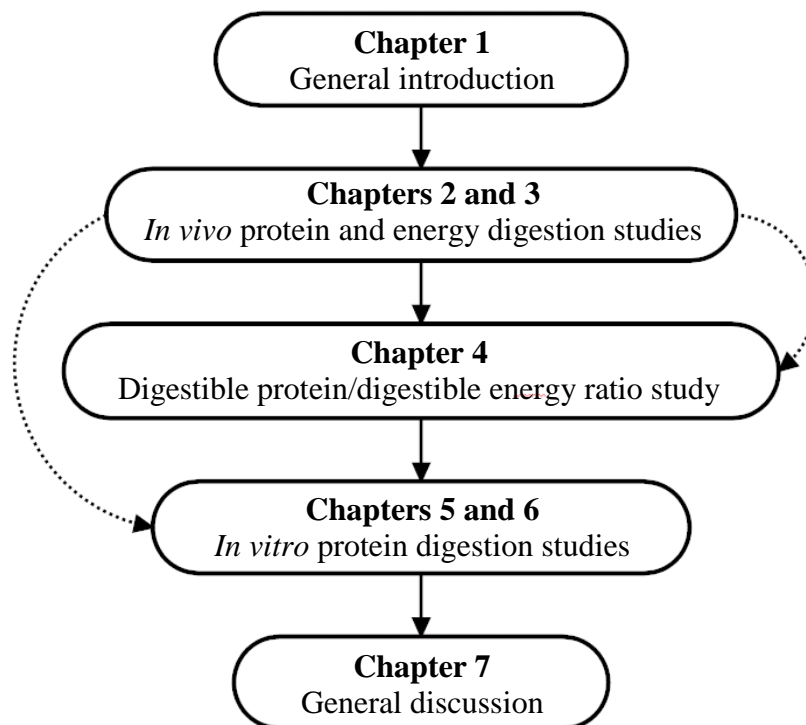 Chapter 1
General introduction
Chapters 2 and 3
In vivo protein and energy digestion studies
Chapter 4
Digestible protein/digestible energy ratio study
Chapters 5 and 6
In vitro protein digestion studies
Chapter 7
General discussion